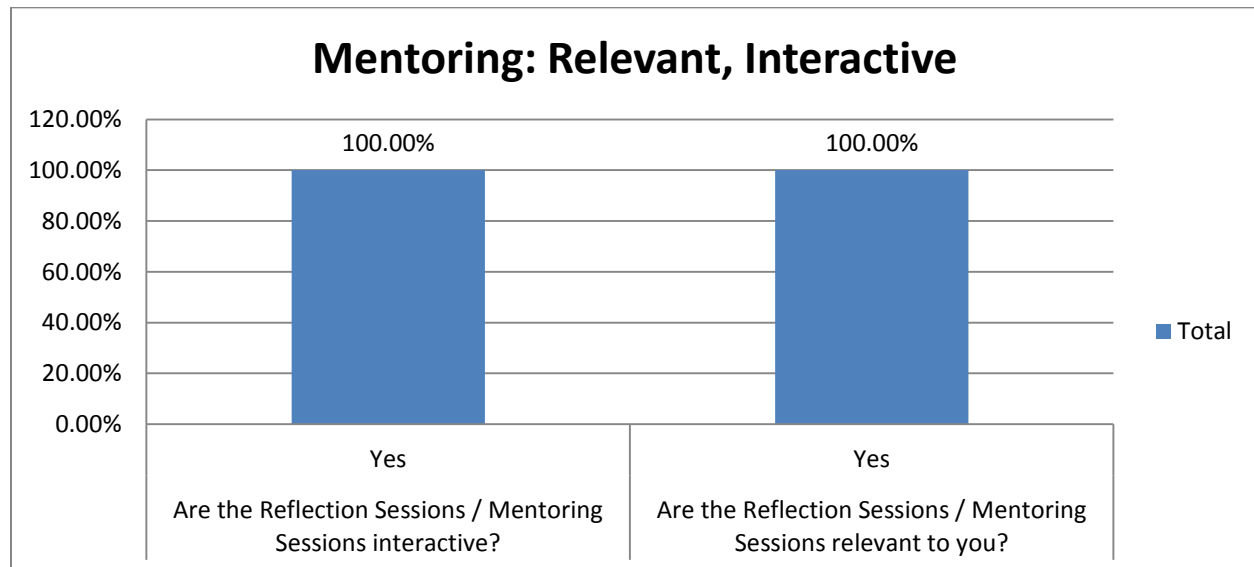 Mentoring: Relevant, Interactive
120.00%
100.00%
80.00%
60.00%
40.00%
20.00%
0.00%
100.00%
100.00%
Yes
Yes
Are the Reflection Sessions / Mentoring
Sessions interactive?
Are the Reflection Sessions / Mentoring
Sessions relevant to you?
Total